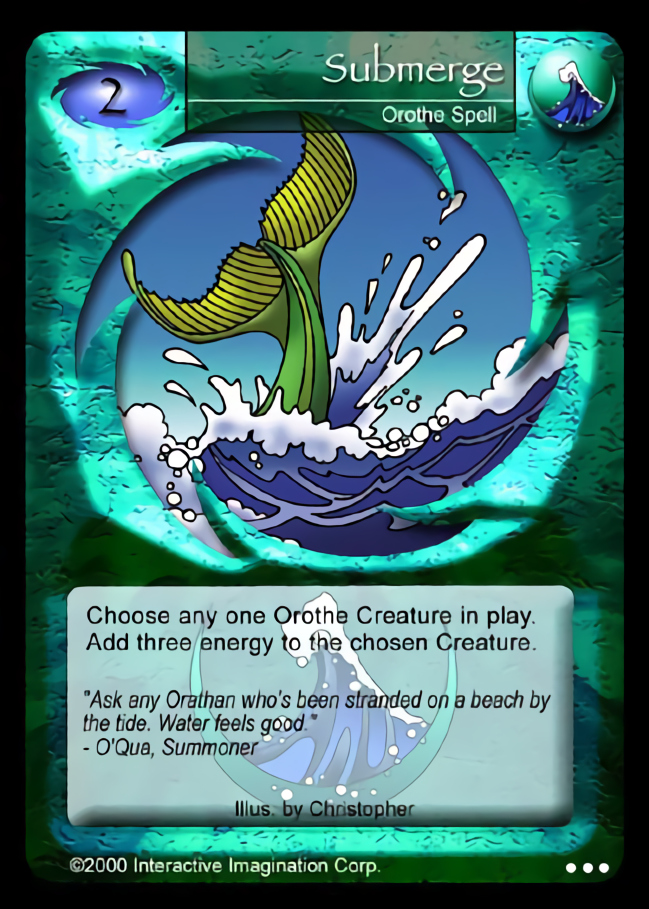 2
Submerge
Orothe Spell
Choose any one Orothe Creature in play.
Add three energy to the chosen Creature.
"Ask any Orathan who's been stranded on a beach by
the tide. Water feels good."
- O'Qua, Summoner
Illus. by Christopher
©2000 Interactive Imagination Corp.